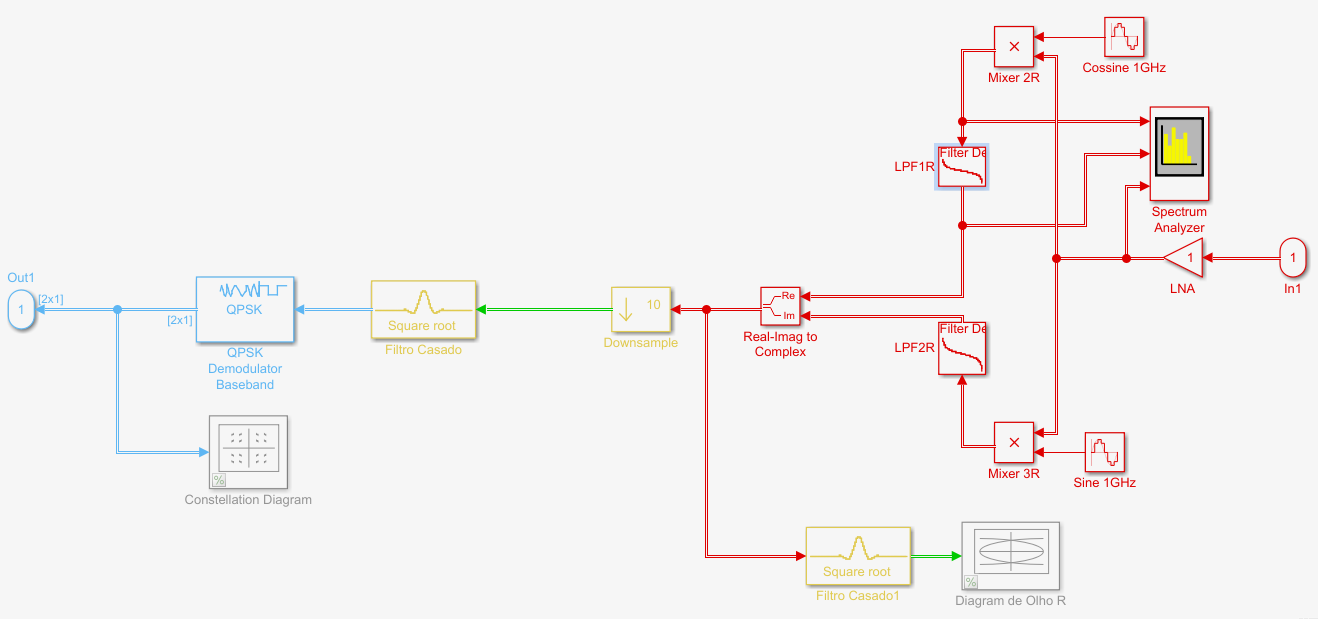 ×
Mixer 2R
Cossine 1GHz
Filter De
LPF1R
Spectrum
Analyzer
1
LNA
1
In1
Out1
1
[2x1]
QPSK
[2x1]
QPSK
Demodulator
Baseband
Square root
Filtro Casado
10
Downsample
Re
Im
Real-Imag to
Complex
Filter De
LPF2R
×
Mixer 3R
Sine 1GHz
%
Constellation Diagram
Square root
Filtro Casado1
%
Diagram de Olho R